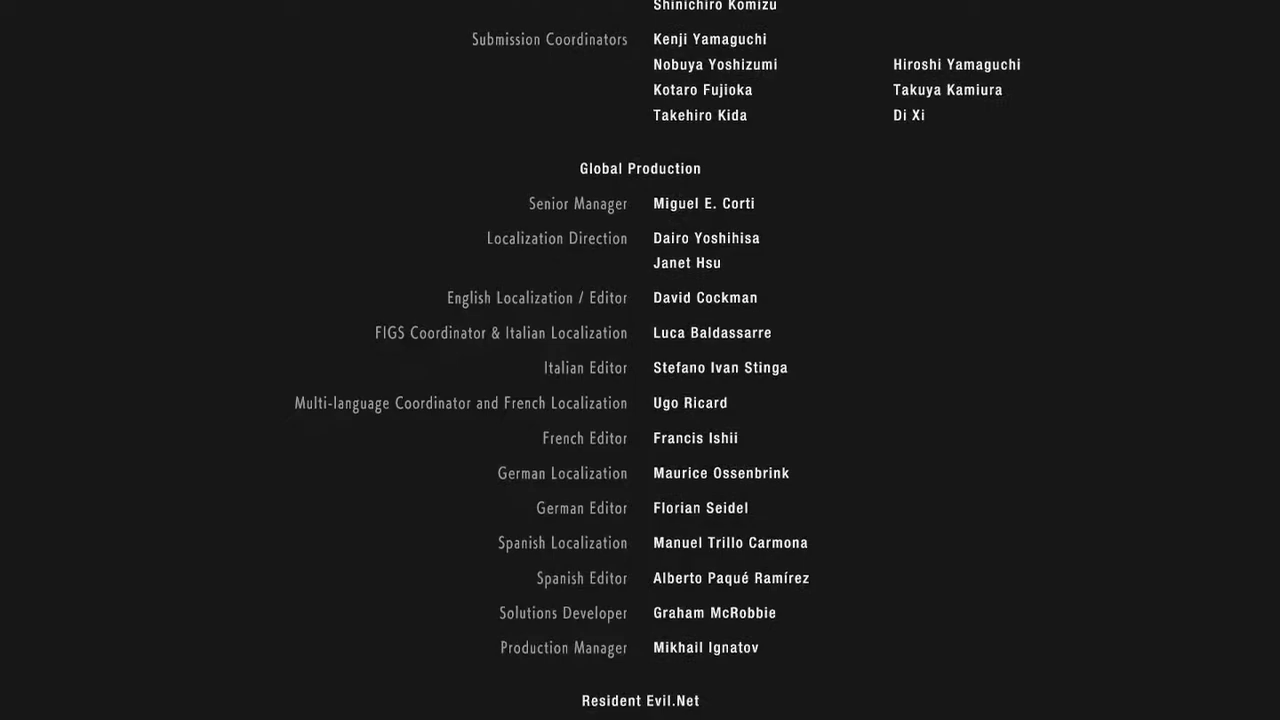 Shinichiro Komizu
Submission Coordinators Kenji Yamaguchi
Nobuya Yoshizumi Hiroshi Yamaguchi
Kotaro Fujioka Takuya Kamiura
Takehiro Kida Di Xi
Global Production
Senior Manager Miguel E. Corti
Localization Direction Dairo Yoshihisa
Janet Hsu
English Localization / Editor David Cockman
FIGS Coordinator & Italian Localization Luca Baldassarre
Italian Editor Stefano Ivan Stinga
Multi-language Coordinator and French Localization Ugo Ricard
French Editor Francis Ishii
German Localization Maurice Ossenbrink
German Editor Florian Seidel
Spanish Localization Manuel Trillo Carmona
Spanish Editor Alberto Paqué Ramírez
Solutions Developer Graham McRobbie
Production Manager Mikhail Ignatov
Resident Evil.Net